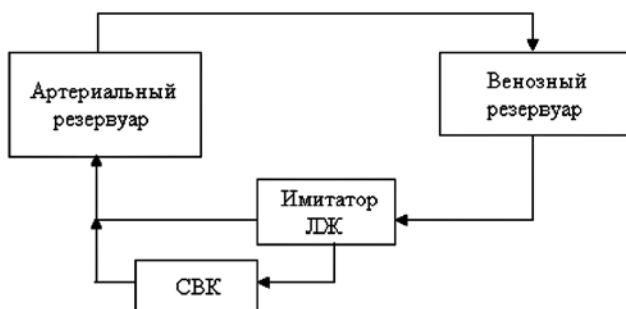 Артериальный
резервуар
Венозный
резервуар
Имитатор
ЛЖ
СВК